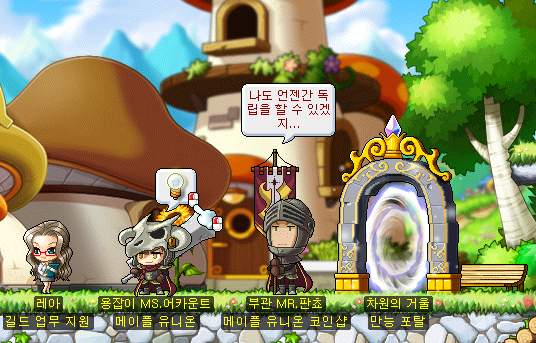 나도 언젠간 독
립을 할 수 있겠
지...
레아
용잡이 MS.어카운트
부관 MR.판초
차원의 거울
길드 업무 지원
메이플 유니온
메이플 유니온 코인샵
만능 포탈